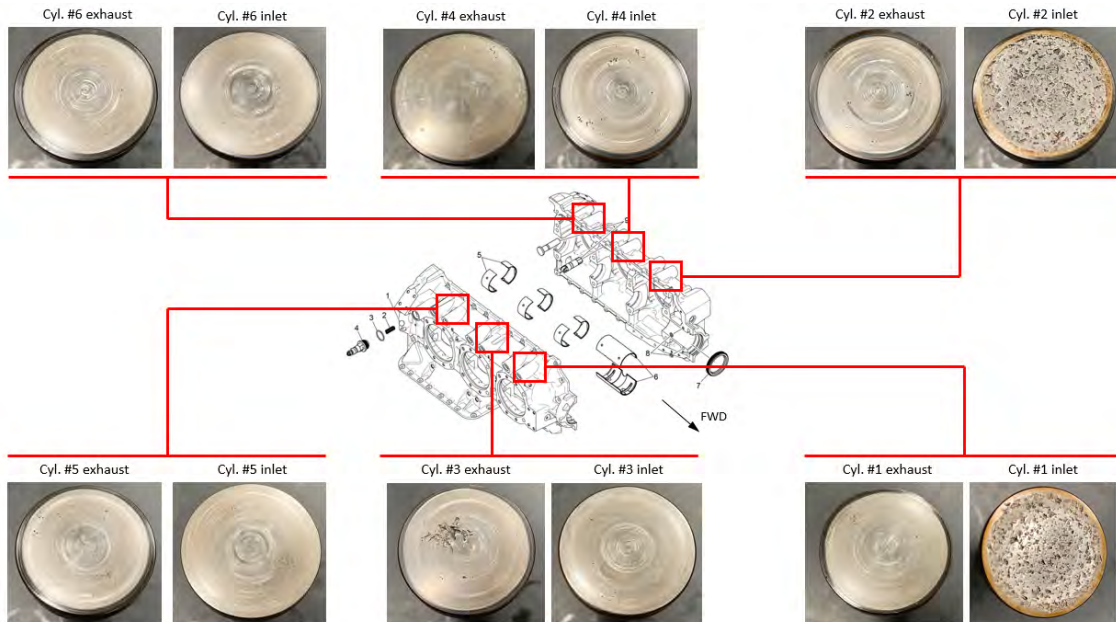 Cyl. #6 exhaust
Cyl. #6 inlet
Cyl. #4 exhaust
Cyl. #4 inlet
Cyl. #2 exhaust
Cyl. #2 inlet
9
5
1
2
3
4
8
6
7
FWD
Cyl. #5 exhaust
Cyl. #5 inlet
Cyl. #3 exhaust
Cyl. #3 inlet
Cyl. #1 exhaust
Cyl. #1 inlet